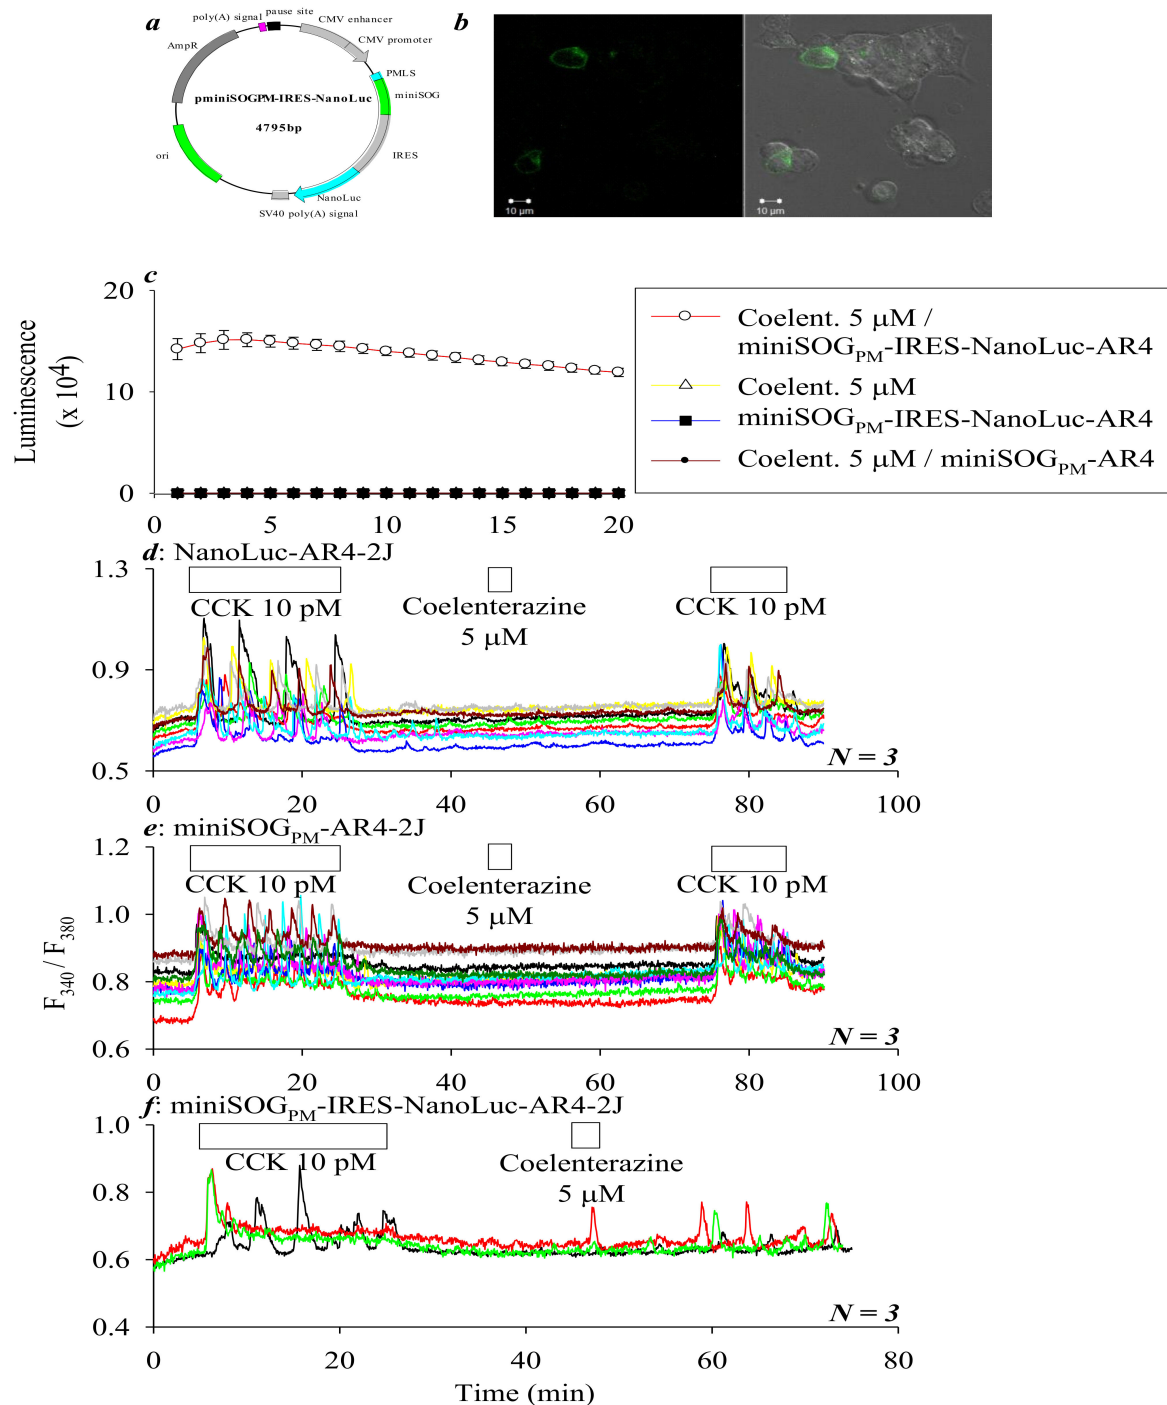 a
poly(A) signal
pause site
CMV enhancer
CMV promoter
AmpR
PMLS
miniSOG
pminiSOGPM-IRES-NanoLuc
4795bp
ori
IRES
NanoLuc
SV40 poly(A) signal
b
10 µm
10 µm
c
Luminescence
(x 10⁴)
20
10
0
0 5 10 15 20
Coelent. 5 µM /
miniSOG_PM-IRES-NanoLuc-AR4
Coelent. 5 µM
miniSOG_PM-IRES-NanoLuc-AR4
Coelent. 5 µM / miniSOG_PM-AR4
d: NanoLuc-AR4-2J
1.3
0.9
0.5
CCK 10 pM
Coelenterazine
5 µM
CCK 10 pM
N = 3
0 20 40 60 80 100
e: miniSOG_PM-AR4-2J
1.2
1.0
0.8
0.6
CCK 10 pM
Coelenterazine
5 µM
CCK 10 pM
F340 / F380
N = 3
0 20 40 60 80 100
f: miniSOG_PM-IRES-NanoLuc-AR4-2J
1.0
0.8
0.6
0.4
CCK 10 pM
Coelenterazine
5 µM
N = 3
0 20 40 60 80
Time (min)